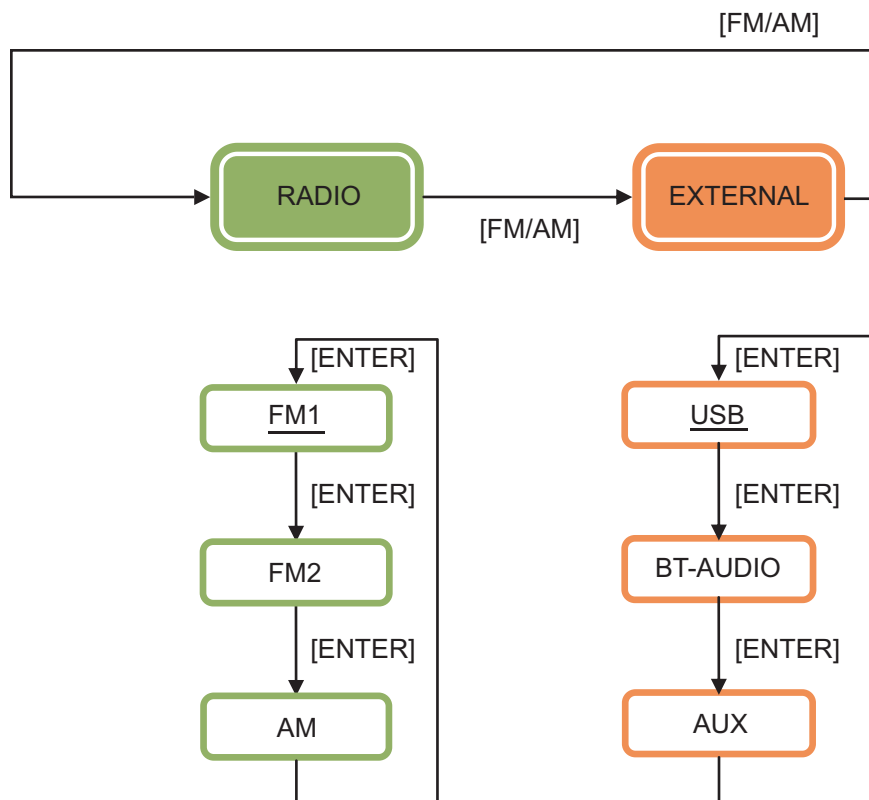 [FM/AM]
RADIO
EXTERNAL
[FM/AM]
[ENTER]
[ENTER]
FM1
USB
[ENTER]
[ENTER]
FM2
BT-AUDIO
[ENTER]
[ENTER]
AM
AUX